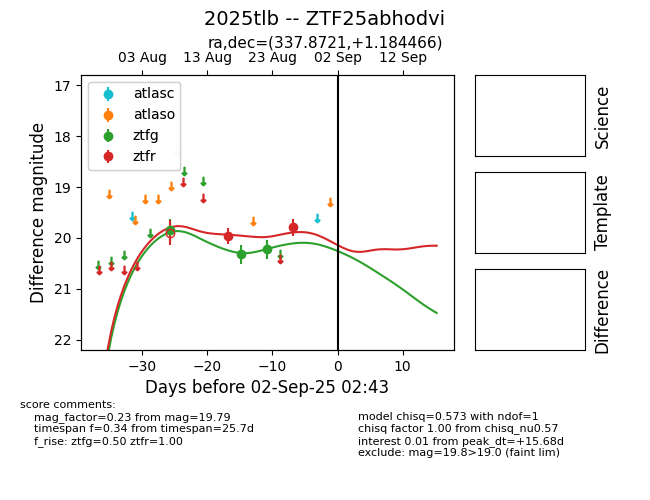 2025tlb -- ZTF25abhodvi
ra,dec=(337.8721,+1.184466)
03 Aug 13 Aug 23 Aug 02 Sep 12 Sep
17
18
19
20
21
22
Difference magnitude
atlasc
atlaso
ztfg
ztfr
−30 −20 −10 0 10
Days before 02-Sep-25 02:43
Science
Template
Difference
score comments:
mag_factor=0.23 from mag=19.79
timespan f=0.34 from timespan=25.7d
f_rise: ztfg=0.50 ztfr=1.00
model chisq=0.573 with ndof=1
chisq factor 1.00 from chisq_nu0.57
interest 0.01 from peak_dt=+15.68d
exclude: mag=19.8>19.0 (faint lim)